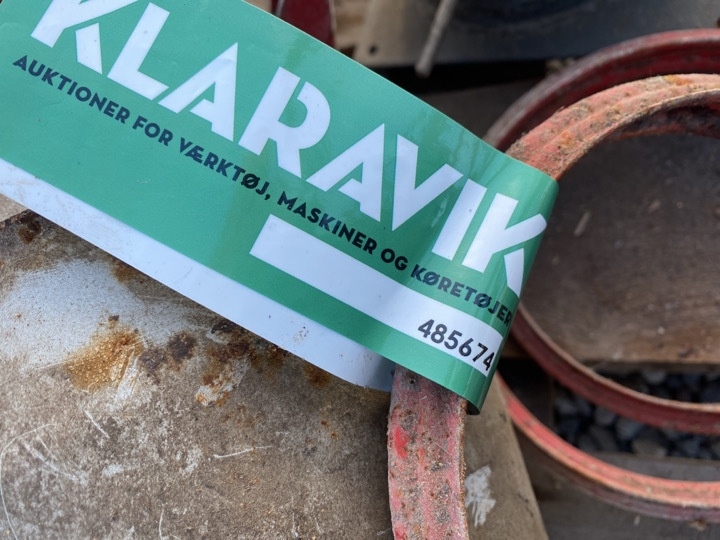 KLARAVIK
AUKTIONER FOR VÆRKTØJ, MASKINER OG KØRETØJER
485674